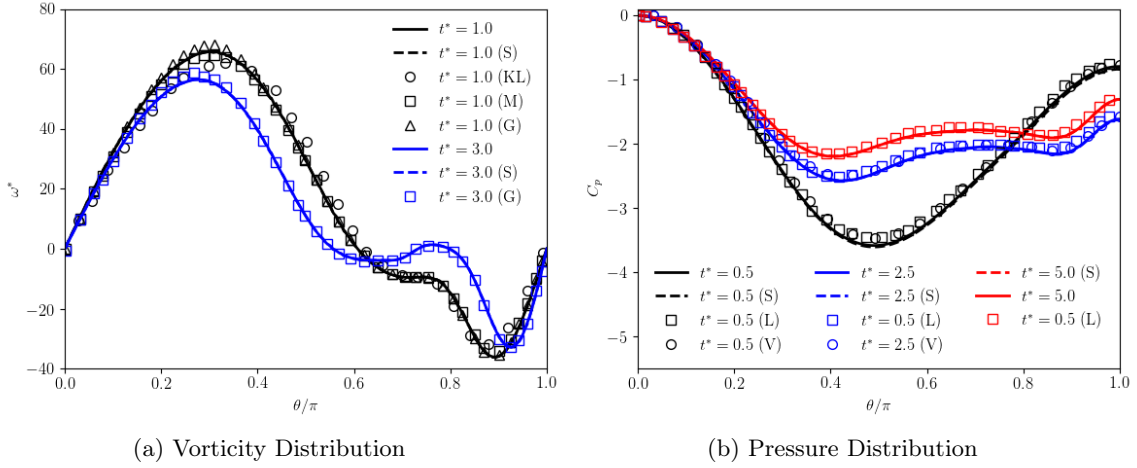 80
60
40
20
0
−20
−40
ω*
0.0 0.2 0.4 0.6 0.8 1.0
θ/π
t* = 1.0
t* = 1.0 (S)
t* = 1.0 (KL)
t* = 1.0 (M)
t* = 1.0 (G)
t* = 3.0
t* = 3.0 (S)
t* = 3.0 (G)
(a) Vorticity Distribution
0
−1
−2
−3
−4
−5
C_p
0.0 0.2 0.4 0.6 0.8 1.0
θ/π
t* = 0.5
t* = 0.5 (S)
t* = 0.5 (L)
t* = 0.5 (V)
t* = 2.5
t* = 2.5 (S)
t* = 0.5 (L)
t* = 2.5 (V)
t* = 5.0 (S)
t* = 5.0
t* = 0.5 (L)
(b) Pressure Distribution